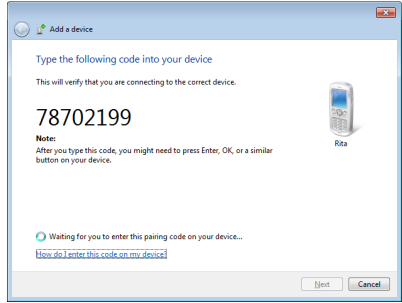 Add a device
Type the following code into your device
This will verify that you are connecting to the correct device.
78702199
Note:
After you type this code, you might need to press Enter, OK, or a similar
button on your device.
Rita
Waiting for you to enter this pairing code on your device...
How do I enter this code on my device?
Next Cancel